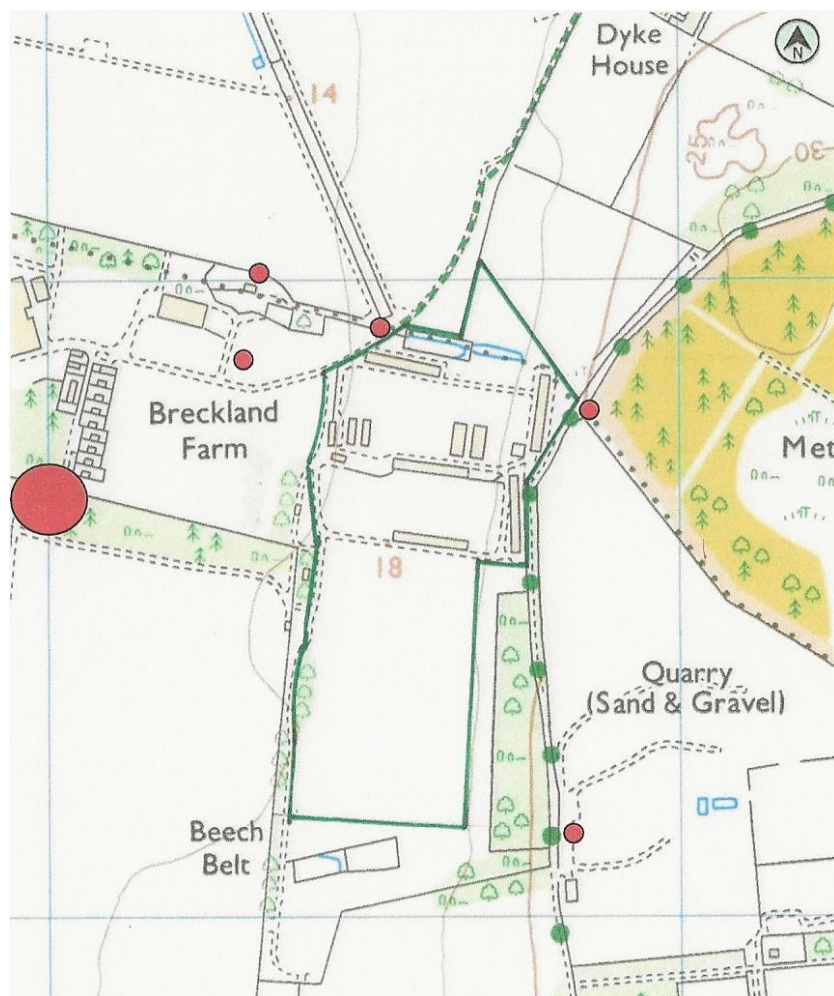 Dyke
House
N
14
25
30
Breckland
Farm
Met
18
Quarry
(Sand & Gravel)
Beech
Belt